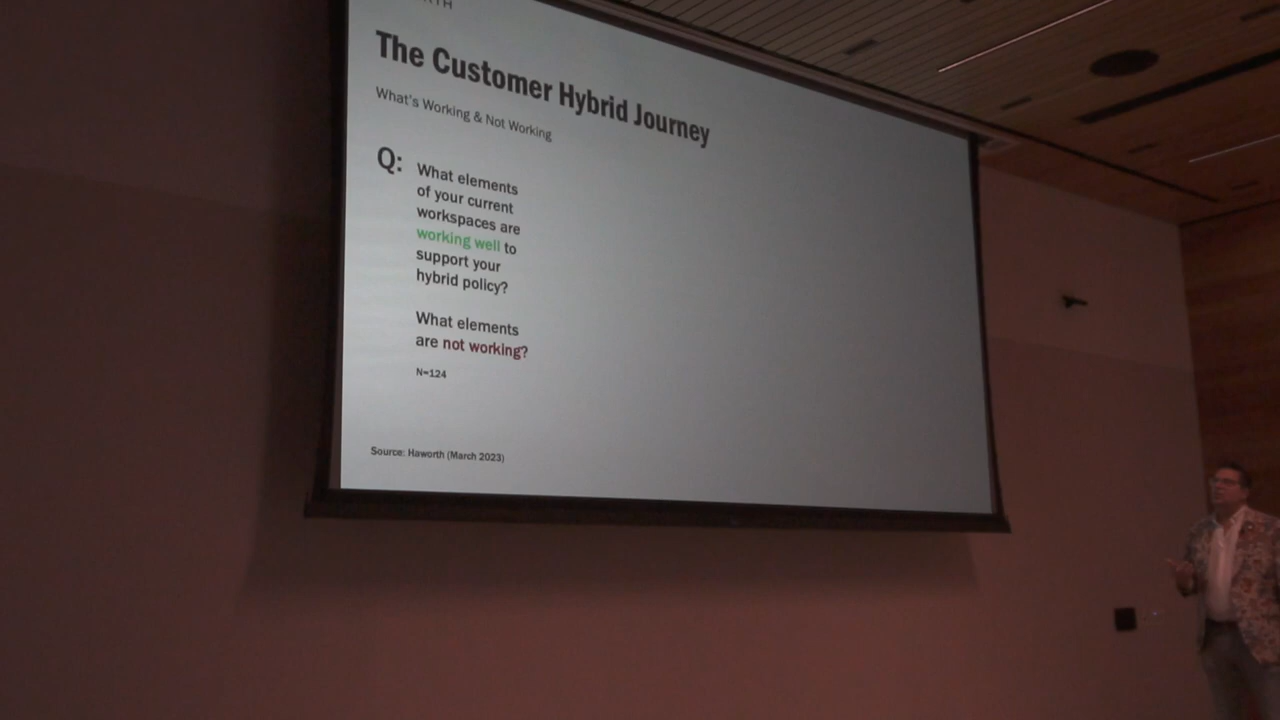 The Customer Hybrid Journey
What's Working & Not Working
Q:
What elements
of your current
workspaces are
working well to
support your
hybrid policy?
What elements
are not working?
N=124
Source: Haworth (March 2023)